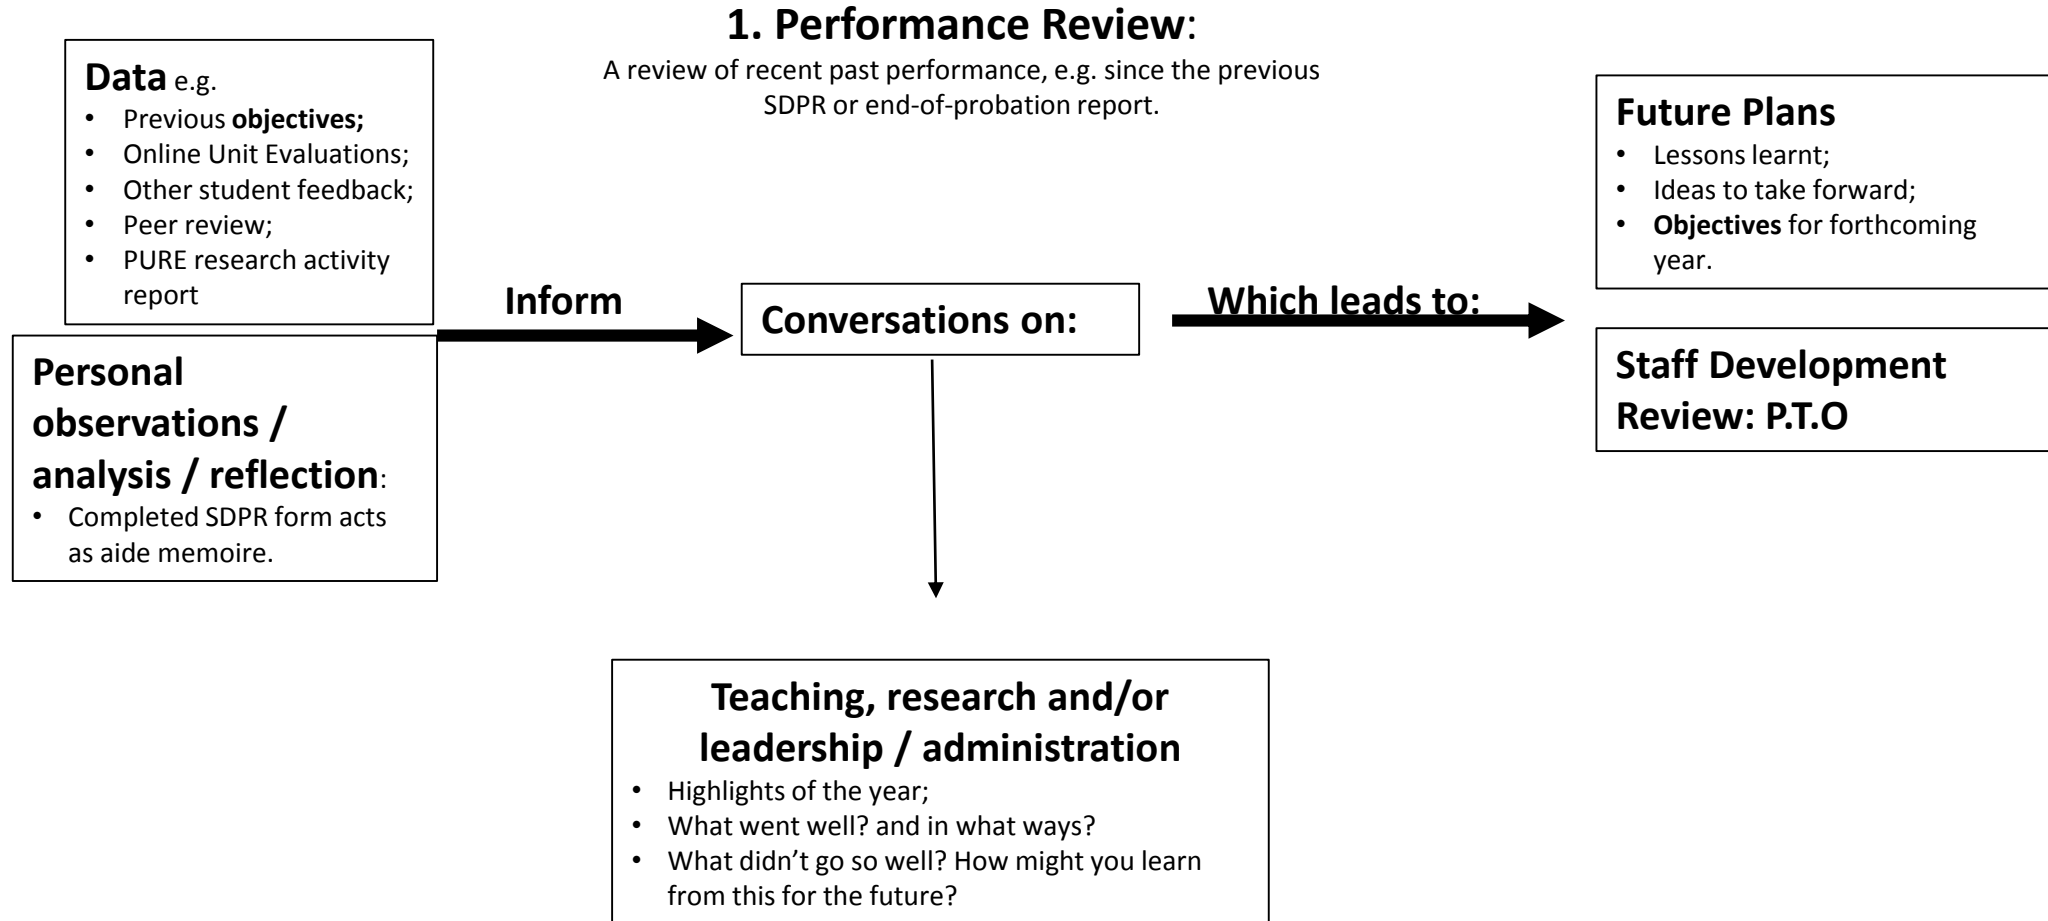 1. Performance Review:
A review of recent past performance, e.g. since the previous
SDPR or end-of-probation report.
Data e.g.
• Previous objectives;
• Online Unit Evaluations;
• Other student feedback;
• Peer review;
• PURE research activity
report
Personal
observations /
analysis / reflection:
• Completed SDPR form acts
as aide memoire.
Inform
Conversations on:
Which leads to:
Future Plans
• Lessons learnt;
• Ideas to take forward;
• Objectives for forthcoming
year.
Staff Development
Review: P.T.O
Teaching, research and/or
leadership / administration
• Highlights of the year;
• What went well? and in what ways?
• What didn’t go so well? How might you learn
from this for the future?